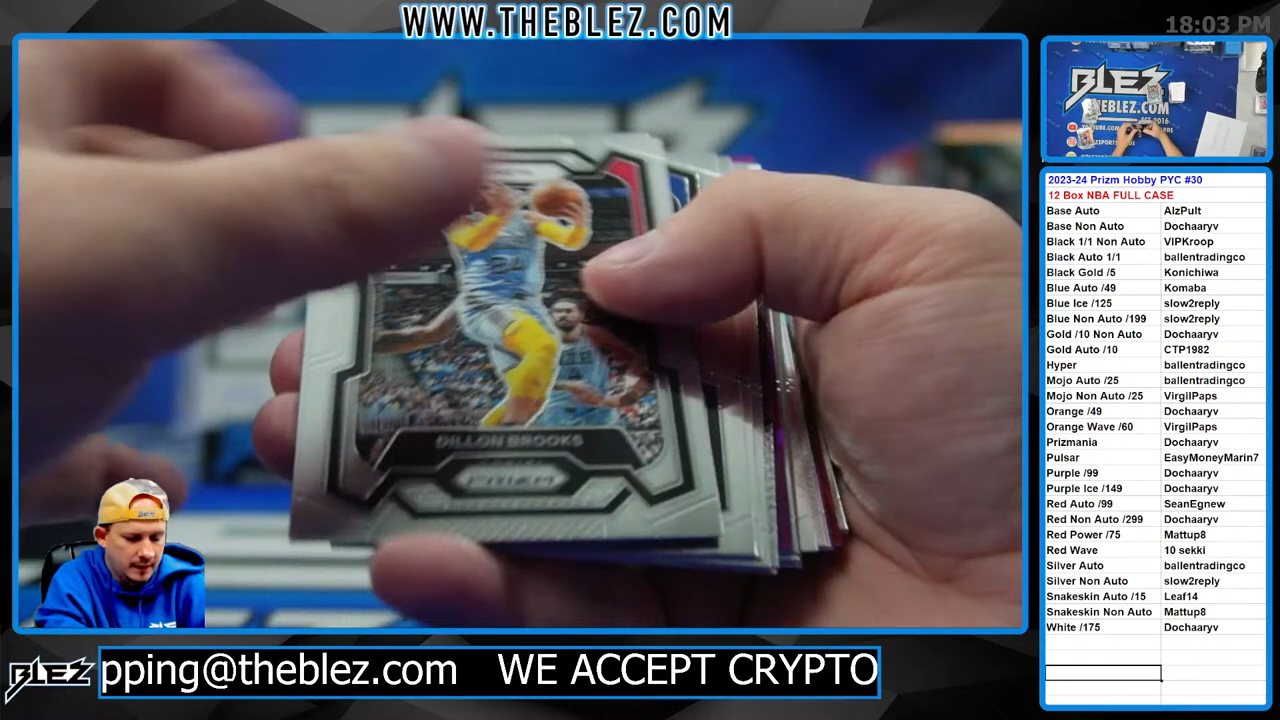 WWW.THEBLEZ.COM
18:03 PM
BLEZ
THEBLEZ.COM
EST 2016
2023-24 Prizm Hobby PYC #30
12 Box NBA FULL CASE
Base Auto AlzPult
Base Non Auto Dochaaryv
Black 1/1 Non Auto VIPKroop
Black Auto 1/1 ballentradingco
Black Gold /5 Konichiwa
Blue Auto /49 Komaba
Blue Ice /125 slow2reply
Blue Non Auto /199 slow2reply
Gold /10 Non Auto Dochaaryv
Gold Auto /10 CTP1982
Hyper ballentradingco
Mojo Auto /25 ballentradingco
Mojo Non Auto /25 VirgilPaps
Orange /49 Dochaaryv
Orange Wave /60 VirgilPaps
Prizmania Dochaaryv
Pulsar EasyMoneyMarin7
Purple /99 Dochaaryv
Purple Ice /149 Dochaaryv
Red Auto /99 SeanEgnew
Red Non Auto /299 Dochaaryv
Red Power /75 Mattup8
Red Wave 10 sekki
Silver Auto ballentradingco
Silver Non Auto slow2reply
Snakeskin Auto /15 Leaf14
Snakeskin Non Auto Mattup8
White /175 Dochaaryv
DILLON BROOKS
PRIZM
BLEZ
pping@theblez.com WE ACCEPT CRYPTO